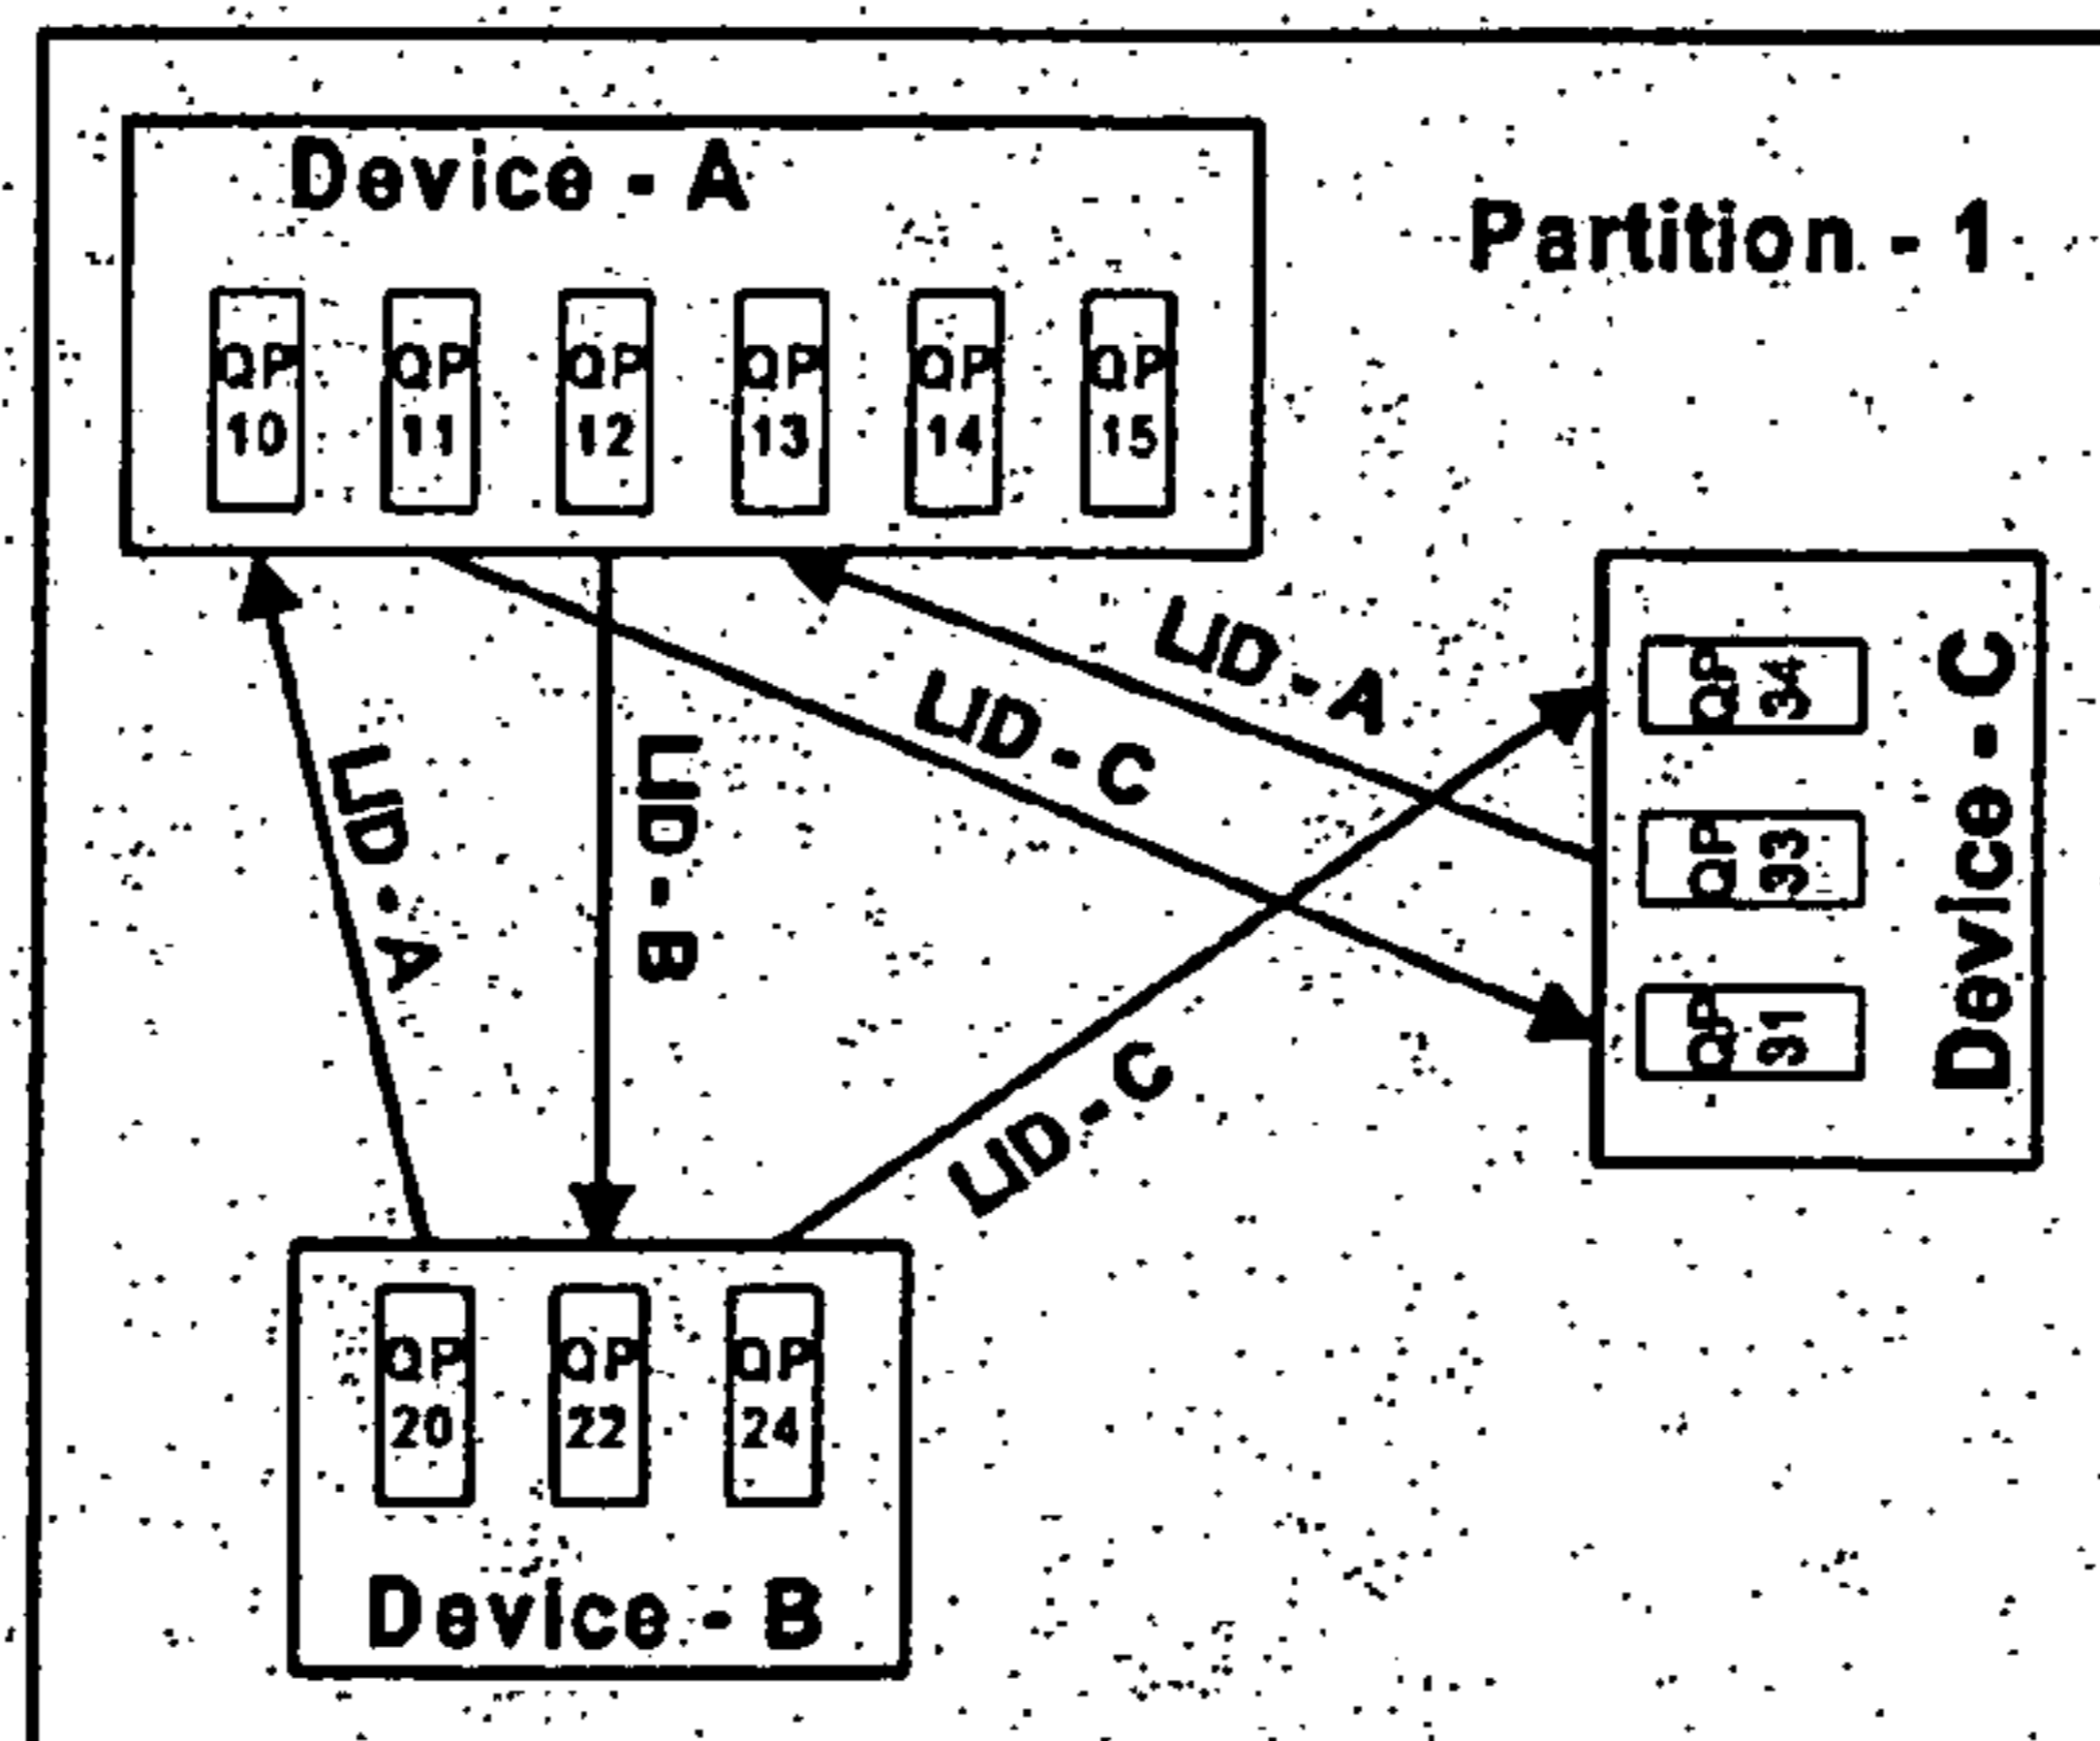 Device - A
Partition - 1
QP 10
QP 11
QP 12
QP 13
QP 14
QP 15
LID - A
LID - C
LID - A
LID - B
LID - C
QP 34
QP 33
QP 31
Device - C
QP 20
QP 22
QP 24
Device - B